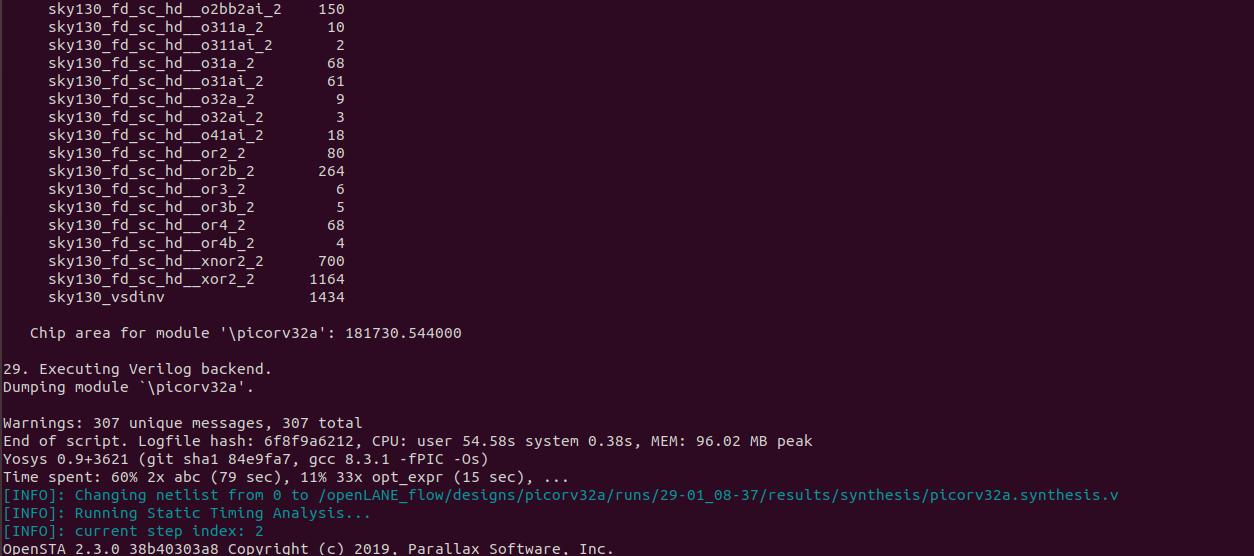 sky130_fd_sc_hd__o2bb2ai_2    150
sky130_fd_sc_hd__o311a_2       10
sky130_fd_sc_hd__o311ai_2       2
sky130_fd_sc_hd__o31a_2        68
sky130_fd_sc_hd__o31ai_2       61
sky130_fd_sc_hd__o32a_2         9
sky130_fd_sc_hd__o32ai_2        3
sky130_fd_sc_hd__o41ai_2       18
sky130_fd_sc_hd__or2_2         80
sky130_fd_sc_hd__or2b_2       264
sky130_fd_sc_hd__or3_2          6
sky130_fd_sc_hd__or3b_2         5
sky130_fd_sc_hd__or4_2         68
sky130_fd_sc_hd__or4b_2         4
sky130_fd_sc_hd__xnor2_2      700
sky130_fd_sc_hd__xor2_2      1164
sky130_vsdinv                1434
Chip area for module '\picorv32a': 181730.544000
29. Executing Verilog backend.
Dumping module `\picorv32a'.
Warnings: 307 unique messages, 307 total
End of script. Logfile hash: 6f8f9a6212, CPU: user 54.58s system 0.38s, MEM: 96.02 MB peak
Yosys 0.9+3621 (git sha1 84e9fa7, gcc 8.3.1 -fPIC -Os)
Time spent: 60% 2x abc (79 sec), 11% 33x opt_expr (15 sec), ...
[INFO]: Changing netlist from 0 to /openLANE_flow/designs/picorv32a/runs/29-01_08-37/results/synthesis/picorv32a.synthesis.v
[INFO]: Running Static Timing Analysis...
[INFO]: current step index: 2
OpenSTA 2.3.0 38b40303a8 Copyright (c) 2019, Parallax Software, Inc.